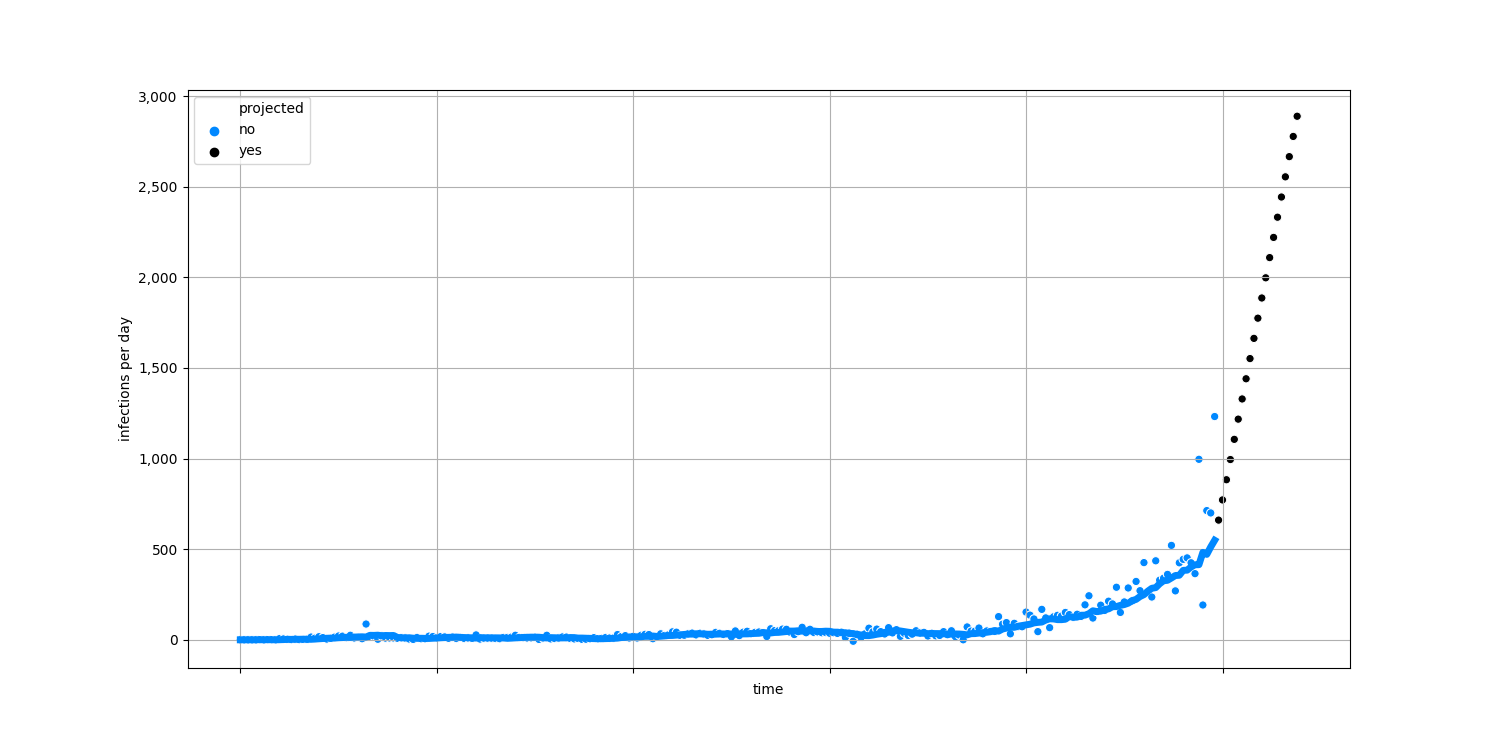 3,000
2,500
2,000
1,500
1,000
500
0
infections per day
time
projected
no
yes